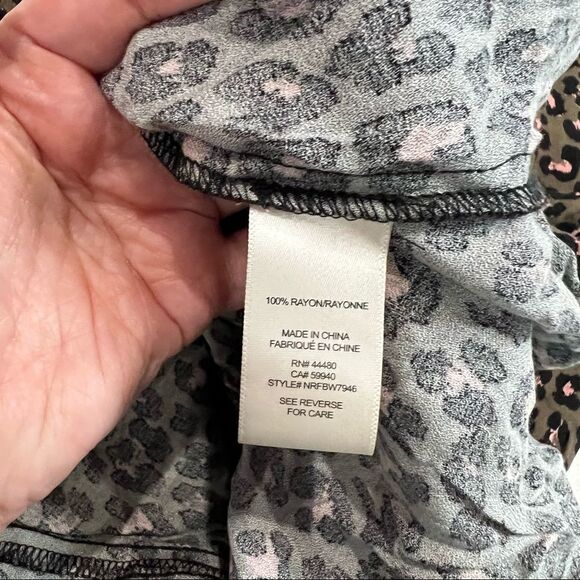 100% RAYON/RAYONNE
MADE IN CHINA
FABRIQUÉ EN CHINE
RN# 44480
CA# 59940
STYLE# NRFBW7946
SEE REVERSE
FOR CARE